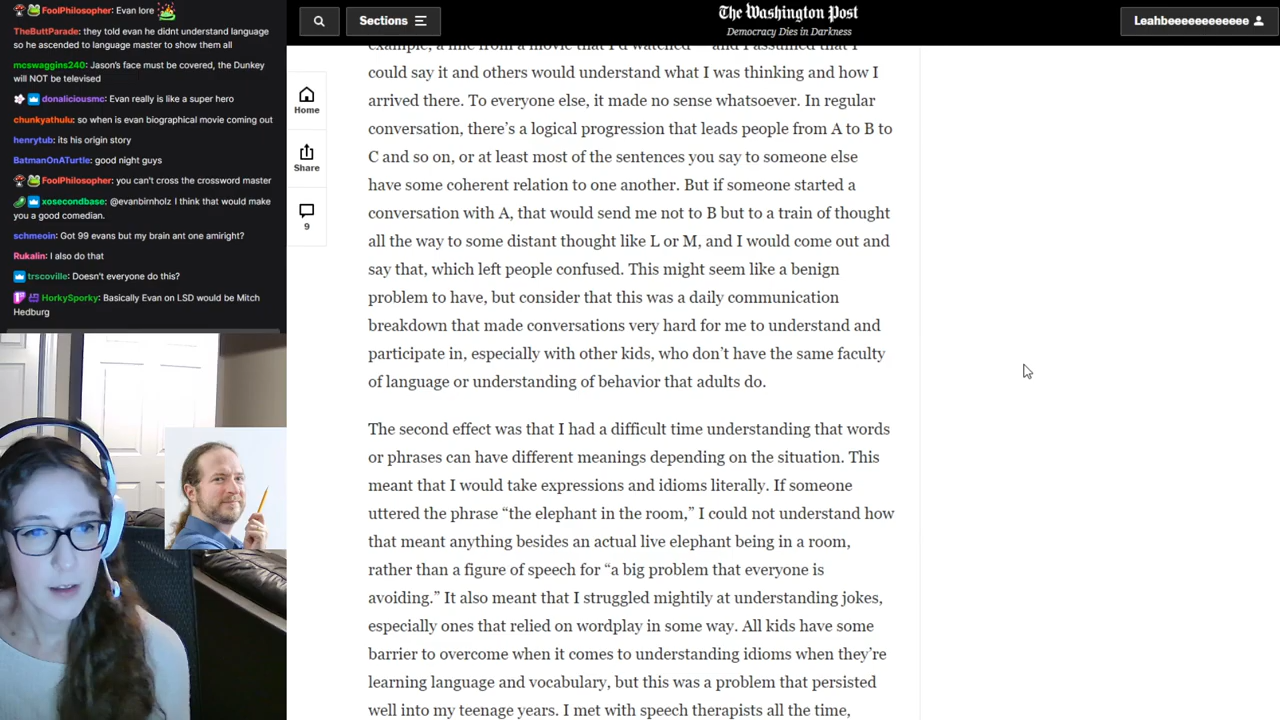 FoolPhilosopher: Evan lore
TheButtParade: they told evan he didnt understand language
so he ascended to language master to show them all
mcswaggins240: Jason's face must be covered, the Dunkey
will NOT be televised
donaliciousmc: Evan really is like a super hero
chunkyathulu: so when is evan biographical movie coming out
henrytub: its his origin story
BatmanOnATurtle: good night guys
FoolPhilosopher: you can't cross the crossword master
xosecondbase: @evanbirnholz I think that would make
you a good comedian.
schmeoin: Got 99 evans but my brain ant one amiright?
Rukalin: I also do that
trscoville: Doesn't everyone do this?
HorkySporky: Basically Evan on LSD would be Mitch
Hedburg
Sections
The Washington Post
Democracy Dies in Darkness
Leahbeeeeeeeeeeee
Home
Share
9
example, a line from a movie that I'd watched — and I assumed that I
could say it and others would understand what I was thinking and how I
arrived there. To everyone else, it made no sense whatsoever. In regular
conversation, there's a logical progression that leads people from A to B to
C and so on, or at least most of the sentences you say to someone else
have some coherent relation to one another. But if someone started a
conversation with A, that would send me not to B but to a train of thought
all the way to some distant thought like L or M, and I would come out and
say that, which left people confused. This might seem like a benign
problem to have, but consider that this was a daily communication
breakdown that made conversations very hard for me to understand and
participate in, especially with other kids, who don't have the same faculty
of language or understanding of behavior that adults do.
The second effect was that I had a difficult time understanding that words
or phrases can have different meanings depending on the situation. This
meant that I would take expressions and idioms literally. If someone
uttered the phrase “the elephant in the room,” I could not understand how
that meant anything besides an actual live elephant being in a room,
rather than a figure of speech for “a big problem that everyone is
avoiding.” It also meant that I struggled mightily at understanding jokes,
especially ones that relied on wordplay in some way. All kids have some
barrier to overcome when it comes to understanding idioms when they're
learning language and vocabulary, but this was a problem that persisted
well into my teenage years. I met with speech therapists all the time,